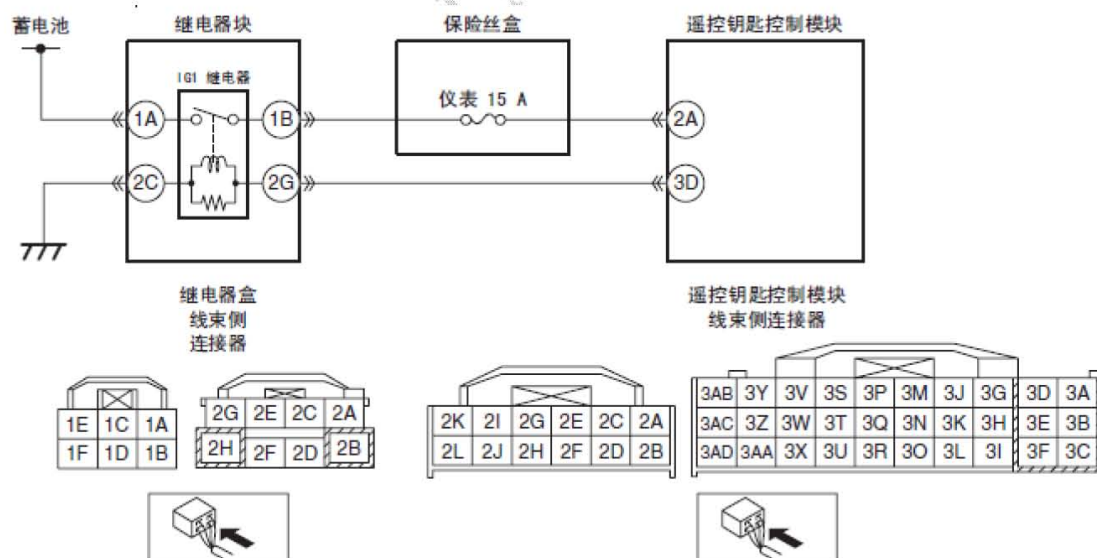 蓄电池
继电器块
保险丝盒
遥控钥匙控制模块
IG1 继电器
仪表 15 A
1A
1B
2A
2C
2G
3D
继电器盒
线束侧
连接器
遥控钥匙控制模块
线束侧连接器
1E 1C 1A
1F 1D 1B
2G 2E 2C 2A
2H 2F 2D 2B
2K 2I 2G 2E 2C 2A
2L 2J 2H 2F 2D 2B
3AB 3Y 3V 3S 3P 3M 3J 3G 3D 3A
3AC 3Z 3W 3T 3Q 3N 3K 3H 3E 3B
3AD 3AA 3X 3U 3R 3O 3L 3I 3F 3C